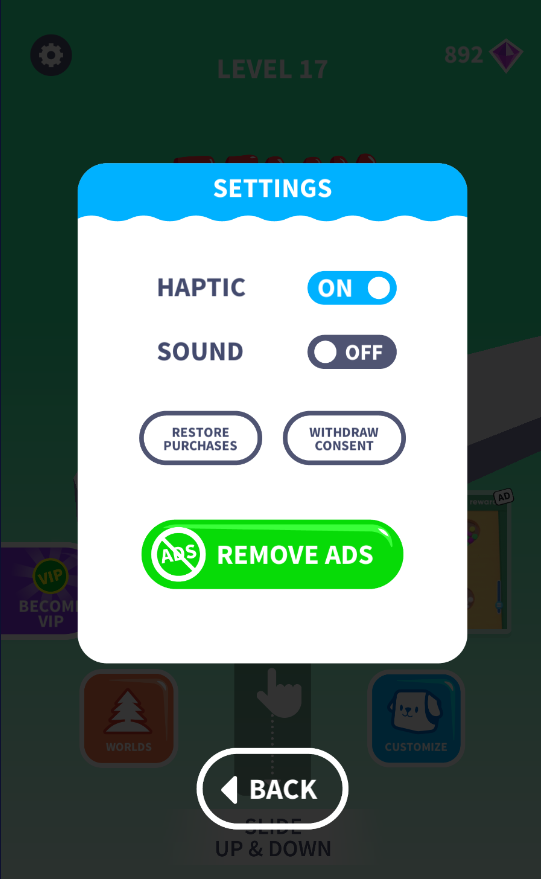 892
LEVEL 17
SETTINGS
HAPTIC
ON
SOUND
OFF
RESTORE
PURCHASES
WITHDRAW
CONSENT
AD
ADS
REMOVE ADS
VIP
BECOM
VIP
WORLDS
CUSTOMIZE
BACK
SLIDE
UP & DOWN